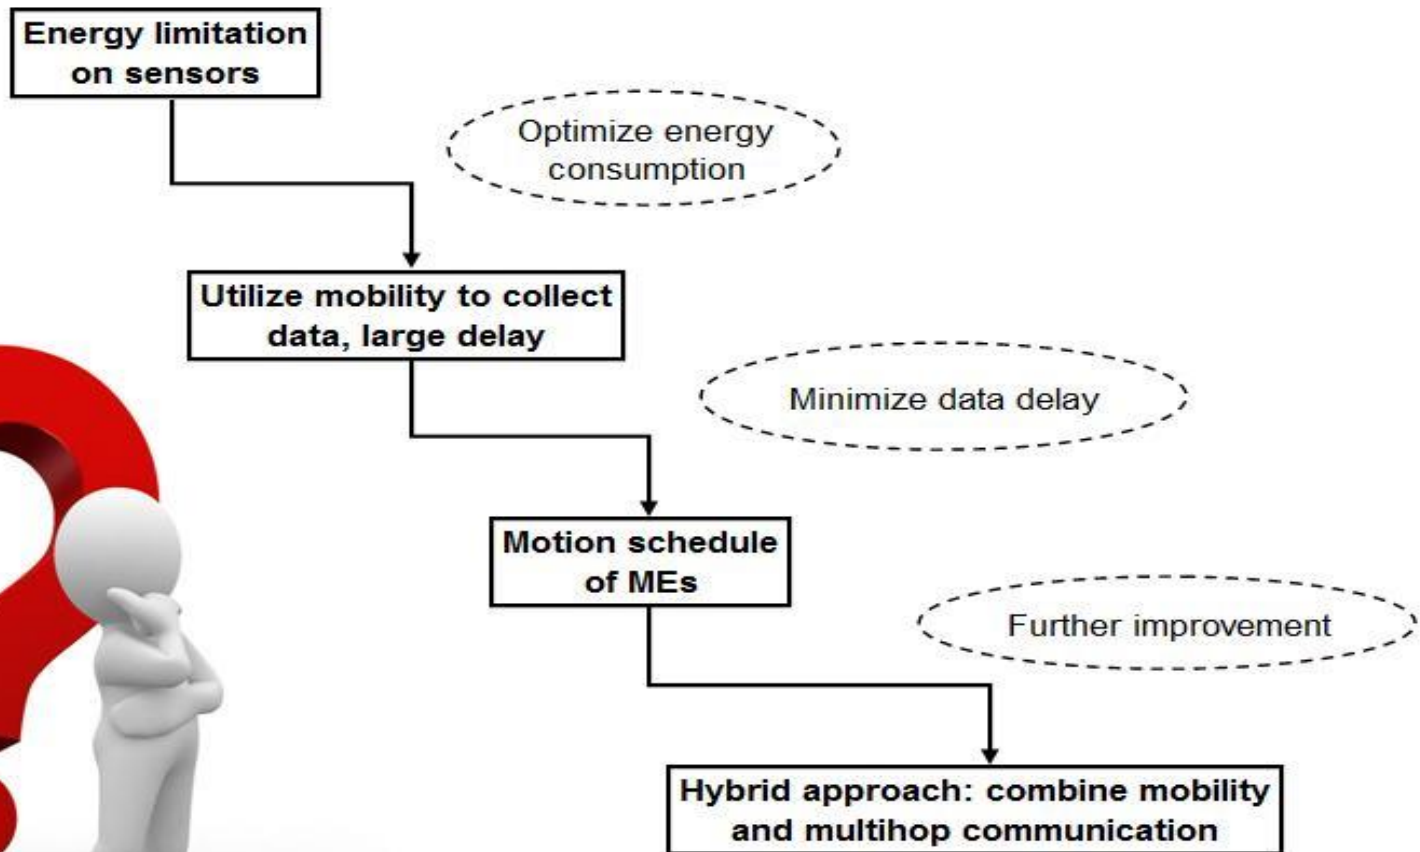 Energy limitation
on sensors
Optimize energy
consumption
Utilize mobility to collect
data, large delay
Minimize data delay
Motion schedule
of MEs
Further improvement
Hybrid approach: combine mobility
and multihop communication